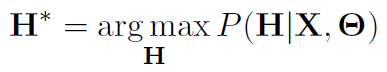 H* = arg max P(H|X, Θ)
H